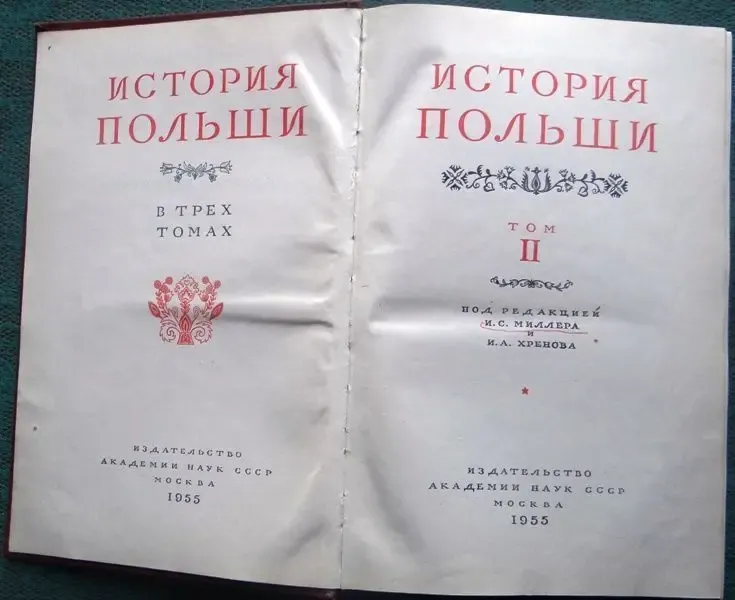 ИСТОРИЯ
ПОЛЬШИ
В ТРЕХ
ТОМАХ
ИЗДАТЕЛЬСТВО
АКАДЕМИИ НАУК СССР
МОСКВА
1955
ИСТОРИЯ
ПОЛЬШИ
ТОМ
II
ПОД РЕДАКЦИЕЙ
И.С. МИЛЛЕРА
И
И.А. ХРЕНОВА
ИЗДАТЕЛЬСТВО
АКАДЕМИИ НАУК СССР
МОСКВА
1955